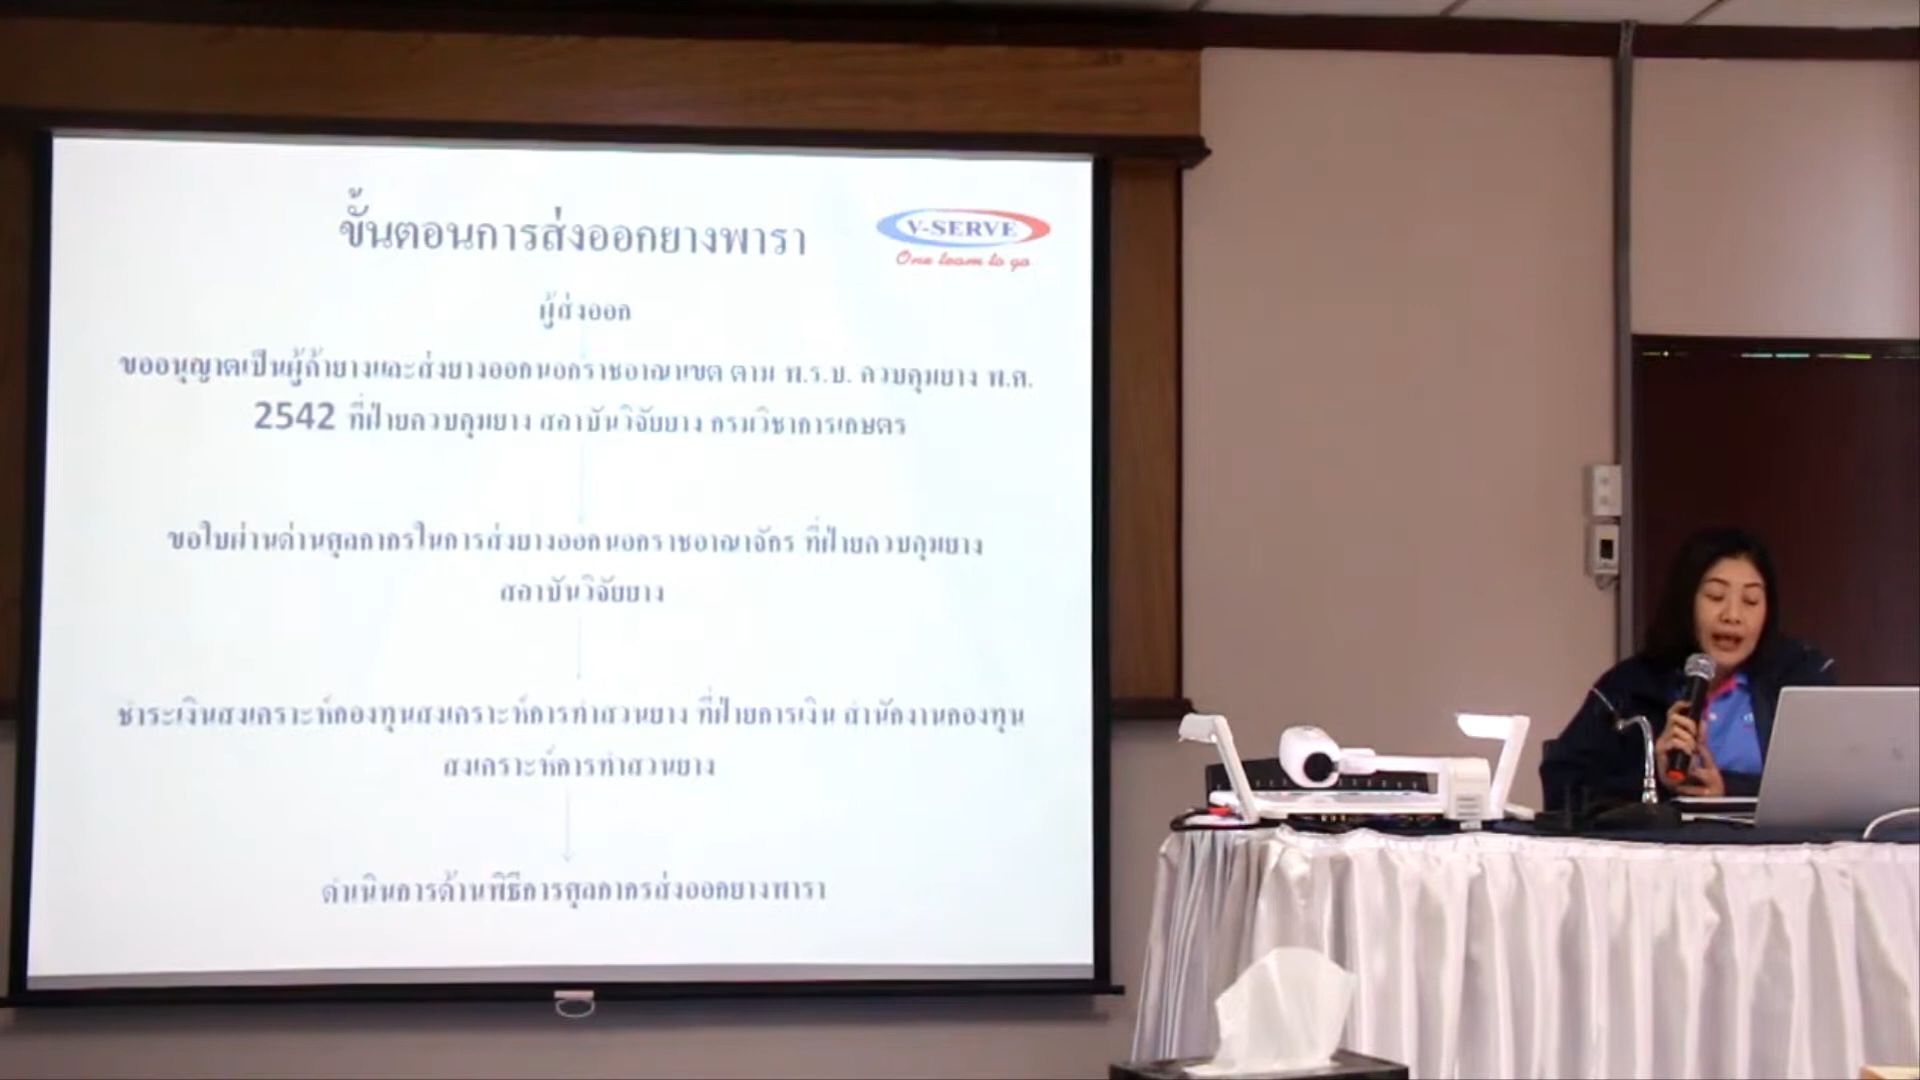 ขั้นตอนการส่งออกยางพารา
V-SERVE
One team to go
ผู้ส่งออก
ขออนุญาตเป็นผู้ค้ายางและส่งยางออกนอกราชอาณาเขต ตาม พ.ร.บ. ควบคุมยาง พ.ศ.
2542 ที่ฝ่ายควบคุมยาง สถาบันวิจัยยาง กรมวิชาการเกษตร
ขอใบผ่านด่านศุลกากรในการส่งยางออกนอกราชอาณาจักร ที่ฝ่ายควบคุมยาง
สถาบันวิจัยยาง
ชำระเงินสงเคราะห์กองทุนสงเคราะห์การทำสวนยาง ที่ฝ่ายการเงิน สำนักงานกองทุน
สงเคราะห์การทำสวนยาง
ดำเนินการด้านพิธีการศุลกากรส่งออกยางพารา